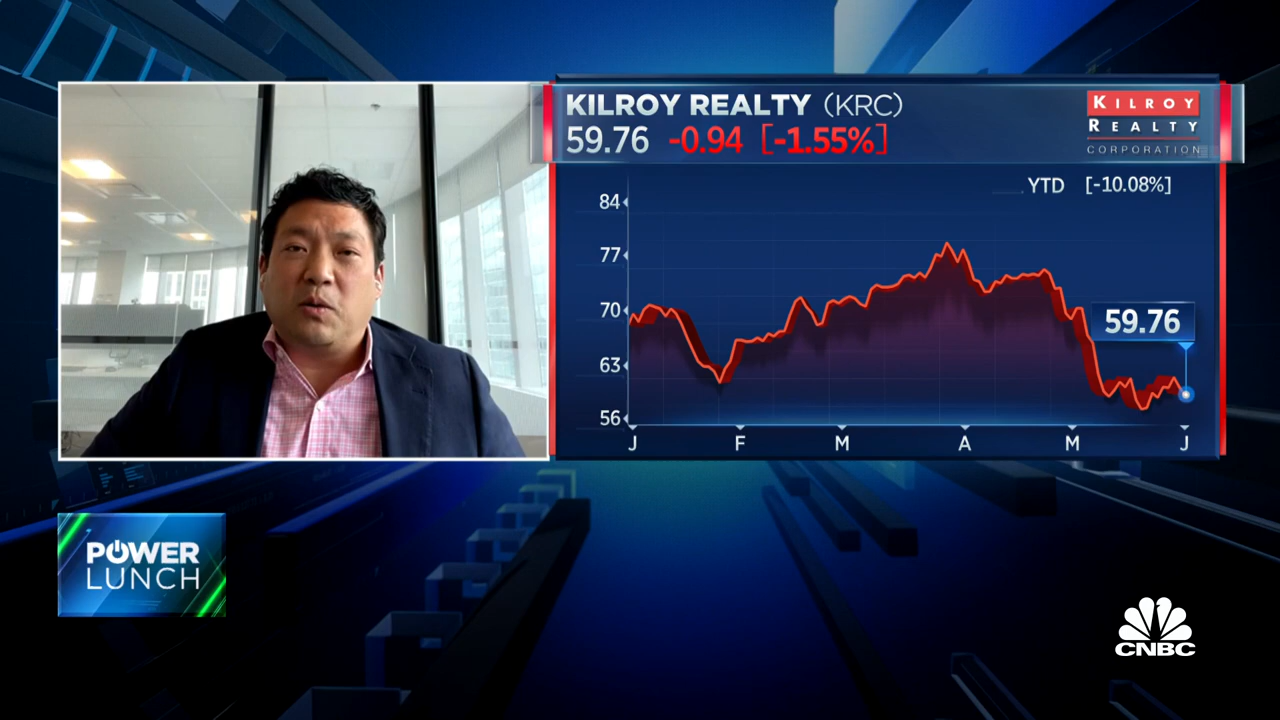 KILROY REALTY (KRC)
59.76 -0.94 [-1.55%]
KILROY
REALTY
CORPORATION
YTD [-10.08%]
84
77
70
63
56
59.76
J F M A M J
POWER
LUNCH
CNBC